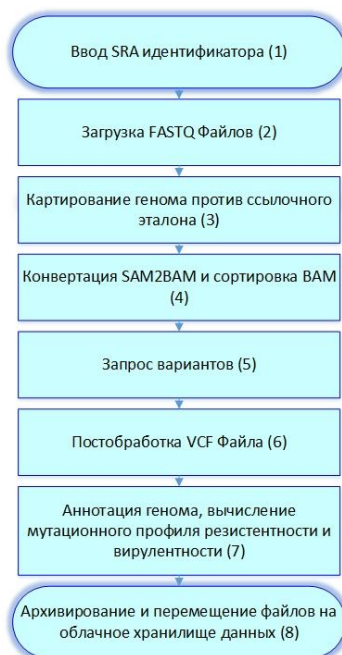 Ввод SRA идентификатора (1)
Загрузка FASTQ Файлов (2)
Картирование генома против ссылочного
эталона (3)
Конвертация SAM2BAM и сортировка BAM
(4)
Запрос вариантов (5)
Постобработка VCF Файла (6)
Аннотация генома, вычисление
мутационного профиля резистентности и
вирулентности (7)
Архивирование и перемещение файлов на
облачное хранилище данных (8)